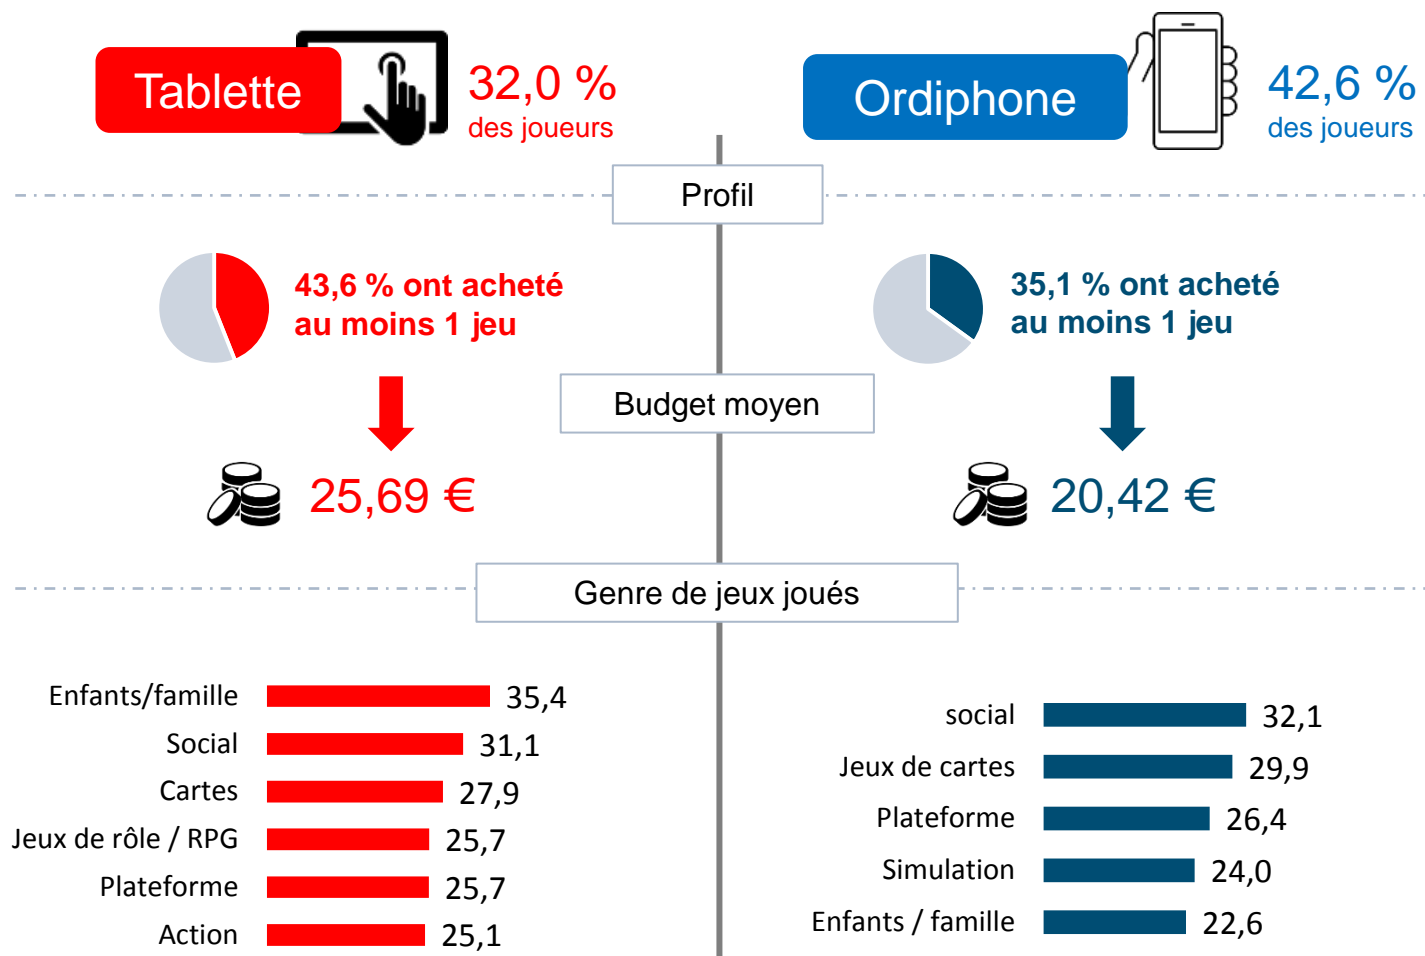 Tablette
32,0 %
des joueurs
Ordiphone
42,6 %
des joueurs
Profil
43,6 % ont acheté
au moins 1 jeu
35,1 % ont acheté
au moins 1 jeu
Budget moyen
25,69 €
20,42 €
Genre de jeux joués
Enfants/famille 35,4
Social 31,1
Cartes 27,9
Jeux de rôle / RPG 25,7
Plateforme 25,7
Action 25,1
social 32,1
Jeux de cartes 29,9
Plateforme 26,4
Simulation 24,0
Enfants / famille 22,6